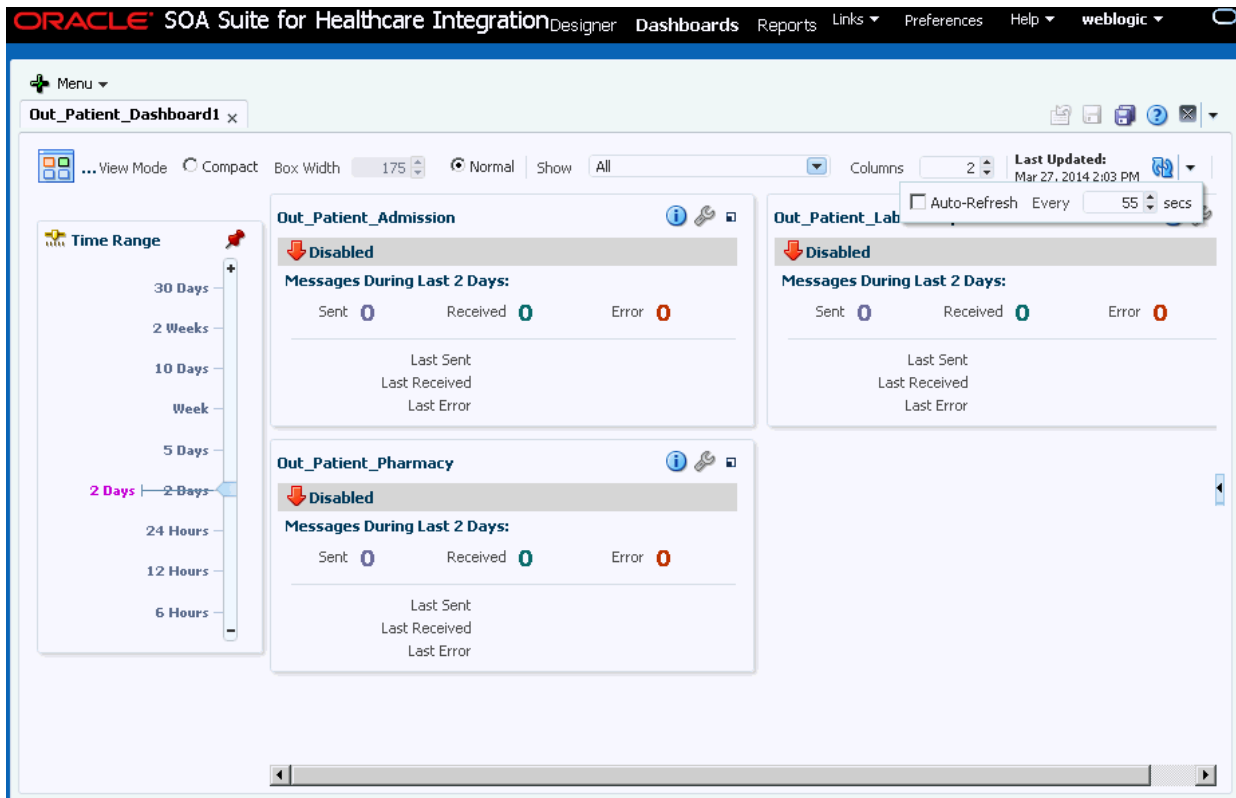 ORACLE SOA Suite for Healthcare Integration Designer Dashboards Reports Links Preferences Help weblogic
Menu
Out_Patient_Dashboard1 x
...View Mode Compact Box Width 175 Normal Show All Columns 2 Last Updated:
Mar 27, 2014 2:03 PM
Auto-Refresh Every 55 secs
Time Range
30 Days
2 Weeks
10 Days
Week
5 Days
2 Days 2 Days
24 Hours
12 Hours
6 Hours
Out_Patient_Admission
Disabled
Messages During Last 2 Days:
Sent 0 Received 0 Error 0
Last Sent
Last Received
Last Error
Out_Patient_Lab
Disabled
Messages During Last 2 Days:
Sent 0 Received 0 Error 0
Last Sent
Last Received
Last Error
Out_Patient_Pharmacy
Disabled
Messages During Last 2 Days:
Sent 0 Received 0 Error 0
Last Sent
Last Received
Last Error